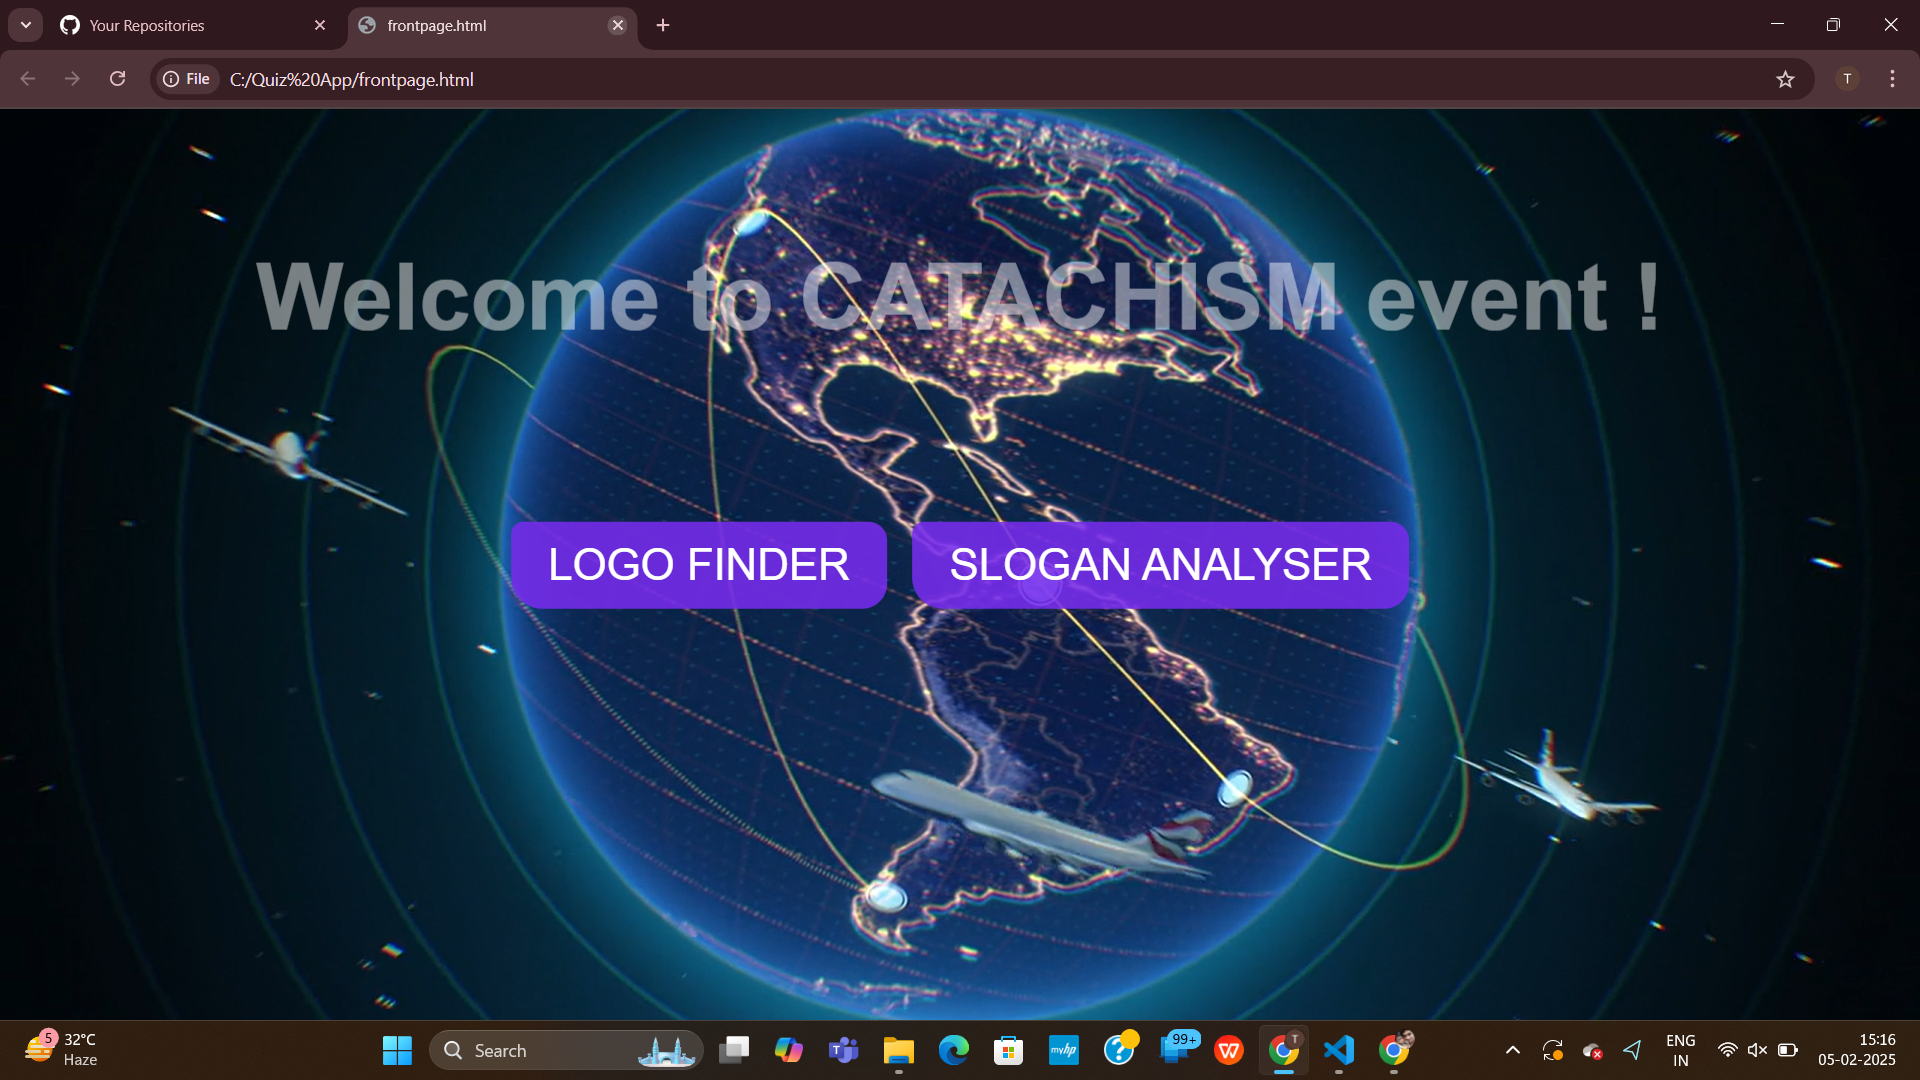 Your Repositories
frontpage.html
File
C:/Quiz%20App/frontpage.html
T
Welcome to CATACHISM event !
LOGO FINDER
SLOGAN ANALYSER
5
32°C
Haze
Search
T
myhp
?
99+
W
T
ENG
IN
15:16
05-02-2025